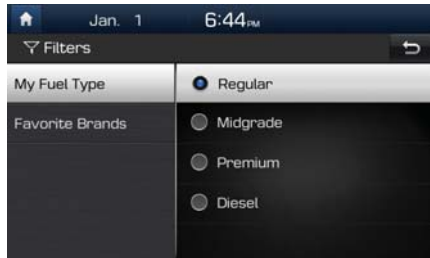 Jan. 1 6:44PM
Filters
My Fuel Type
Favorite Brands
Regular
Midgrade
Premium
Diesel